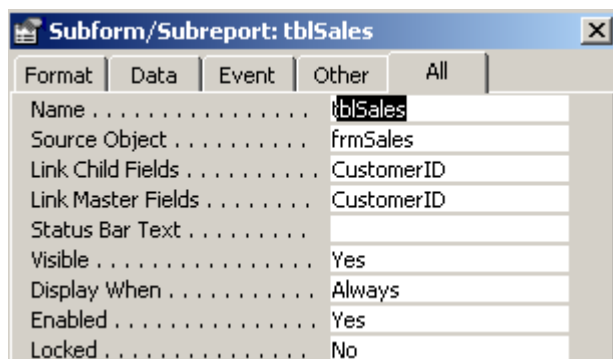 Subform/Subreport: tblSales
Format Data Event Other All
Name . . . . . . . . . . . . . . . . tblSales
Source Object . . . . . . . . . . frmSales
Link Child Fields . . . . . . . . . . CustomerID
Link Master Fields . . . . . . . . CustomerID
Status Bar Text . . . . . . . . .
Visible . . . . . . . . . . . . . . . . Yes
Display When . . . . . . . . . . . Always
Enabled . . . . . . . . . . . . . . . Yes
Locked . . . . . . . . . . . . . . . No